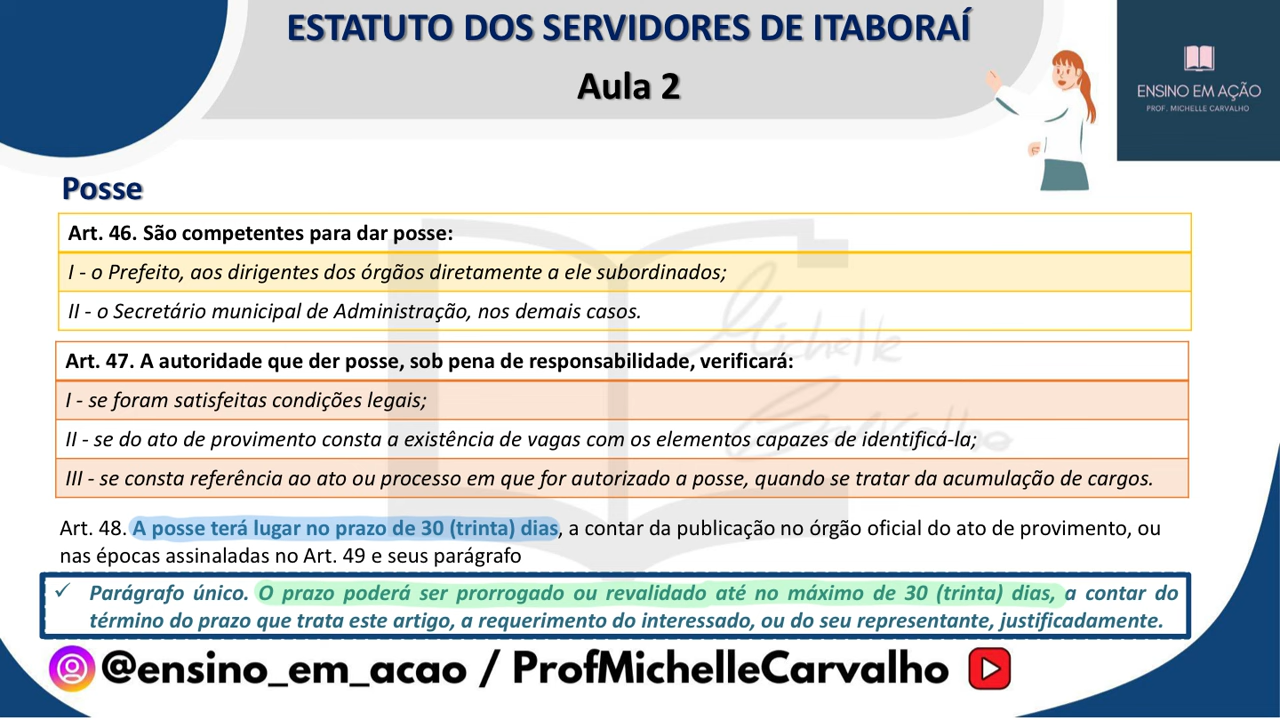 ESTATUTO DOS SERVIDORES DE ITABORAÍ
Aula 2
ENSINO EM AÇÃO
PROF. MICHELLE CARVALHO
Posse
Art. 46. São competentes para dar posse:
I - o Prefeito, aos dirigentes dos órgãos diretamente a ele subordinados;
II - o Secretário municipal de Administração, nos demais casos.
Michelle
Carvalho
Art. 47. A autoridade que der posse, sob pena de responsabilidade, verificará:
I - se foram satisfeitas condições legais;
II - se do ato de provimento consta a existência de vagas com os elementos capazes de identificá-la;
III - se consta referência ao ato ou processo em que for autorizado a posse, quando se tratar da acumulação de cargos.
Art. 48. A posse terá lugar no prazo de 30 (trinta) dias, a contar da publicação no órgão oficial do ato de provimento, ou
nas épocas assinaladas no Art. 49 e seus parágrafo
✓ Parágrafo único. O prazo poderá ser prorrogado ou revalidado até no máximo de 30 (trinta) dias, a contar do
término do prazo que trata este artigo, a requerimento do interessado, ou do seu representante, justificadamente.
@ensino_em_acao / ProfMichelleCarvalho